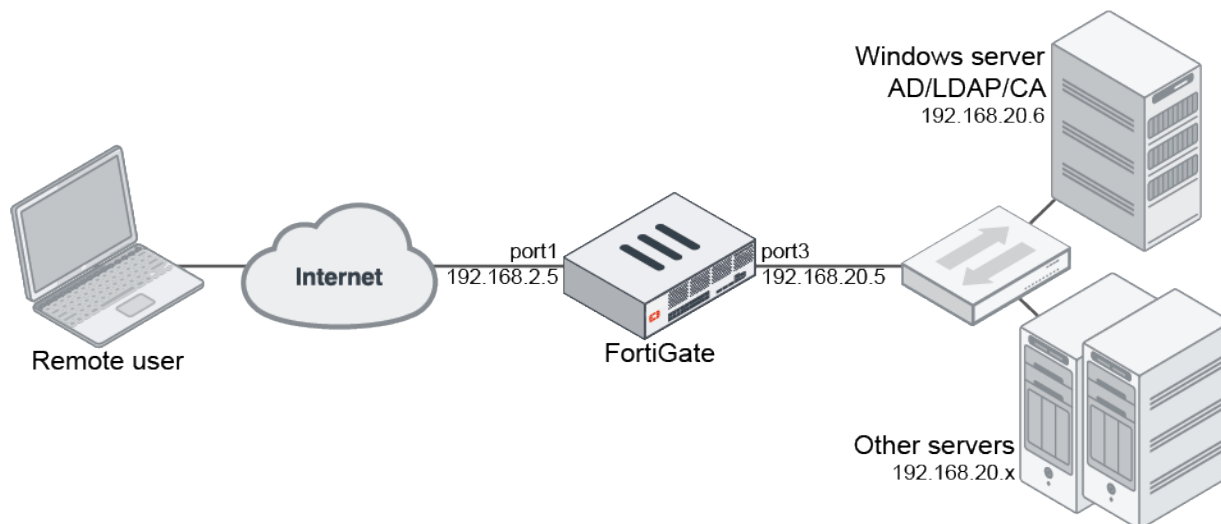 Windows server
AD/LDAP/CA
192.168.20.6
Internet
port1
192.168.2.5
port3
192.168.20.5
Remote user
FortiGate
Other servers
192.168.20.x